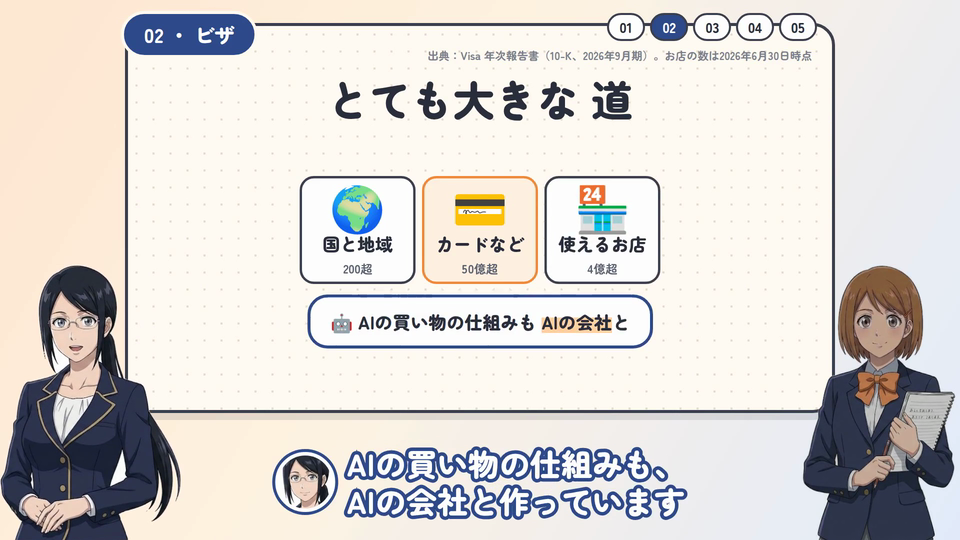 02 ・ ビザ
01 02 03 04 05
出典：Visa 年次報告書（10-K、2026年9月期）。お店の数は2026年6月30日時点
とても大きな 道
国と地域
200超
カードなど
50億超
24
使えるお店
4億超
AIの買い物の仕組みも AIの会社と
AIの買い物の仕組みも、
AIの会社と作っています